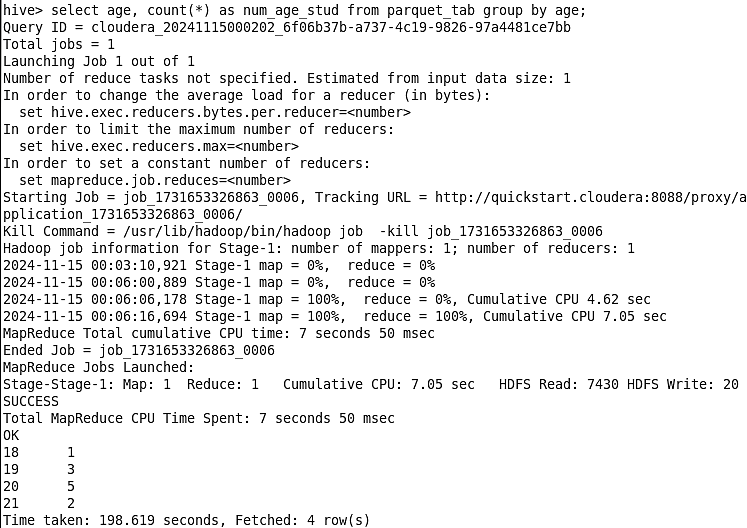 hive> select age, count(*) as num_age_stud from parquet_tab group by age;
Query ID = cloudera_20241115000202_6f06b37b-a737-4c19-9826-97a4481ce7bb
Total jobs = 1
Launching Job 1 out of 1
Number of reduce tasks not specified. Estimated from input data size: 1
In order to change the average load for a reducer (in bytes):
  set hive.exec.reducers.bytes.per.reducer=<number>
In order to limit the maximum number of reducers:
  set hive.exec.reducers.max=<number>
In order to set a constant number of reducers:
  set mapreduce.job.reduces=<number>
Starting Job = job_1731653326863_0006, Tracking URL = http://quickstart.cloudera:8088/proxy/a
pplication_1731653326863_0006/
Kill Command = /usr/lib/hadoop/bin/hadoop job  -kill job_1731653326863_0006
Hadoop job information for Stage-1: number of mappers: 1; number of reducers: 1
2024-11-15 00:03:10,921 Stage-1 map = 0%,  reduce = 0%
2024-11-15 00:06:00,889 Stage-1 map = 0%,  reduce = 0%
2024-11-15 00:06:06,178 Stage-1 map = 100%,  reduce = 0%, Cumulative CPU 4.62 sec
2024-11-15 00:06:16,694 Stage-1 map = 100%,  reduce = 100%, Cumulative CPU 7.05 sec
MapReduce Total cumulative CPU time: 7 seconds 50 msec
Ended Job = job_1731653326863_0006
MapReduce Jobs Launched:
Stage-Stage-1: Map: 1  Reduce: 1   Cumulative CPU: 7.05 sec   HDFS Read: 7430 HDFS Write: 20
SUCCESS
Total MapReduce CPU Time Spent: 7 seconds 50 msec
OK
18      1
19      3
20      5
21      2
Time taken: 198.619 seconds, Fetched: 4 row(s)